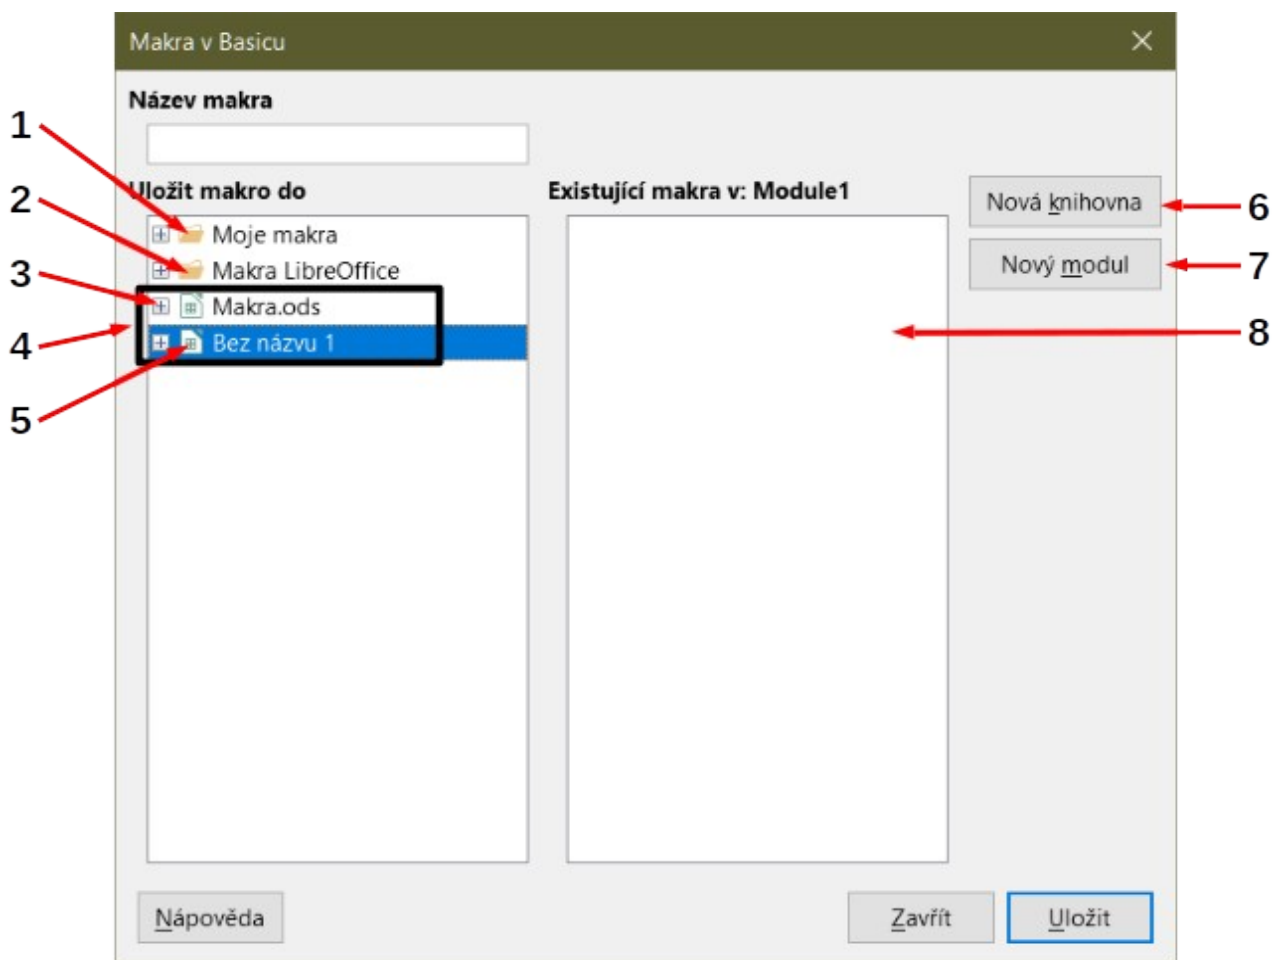 Makra v Basicu
Název makra
1
Uložit makro do
Existující makra v: Module1
Nová knihovna
6
2
Moje makra
Makra LibreOffice
Nový modul
7
3
Makra.ods
4
Bez názvu 1
8
5
Nápověda
Zavřít
Uložit